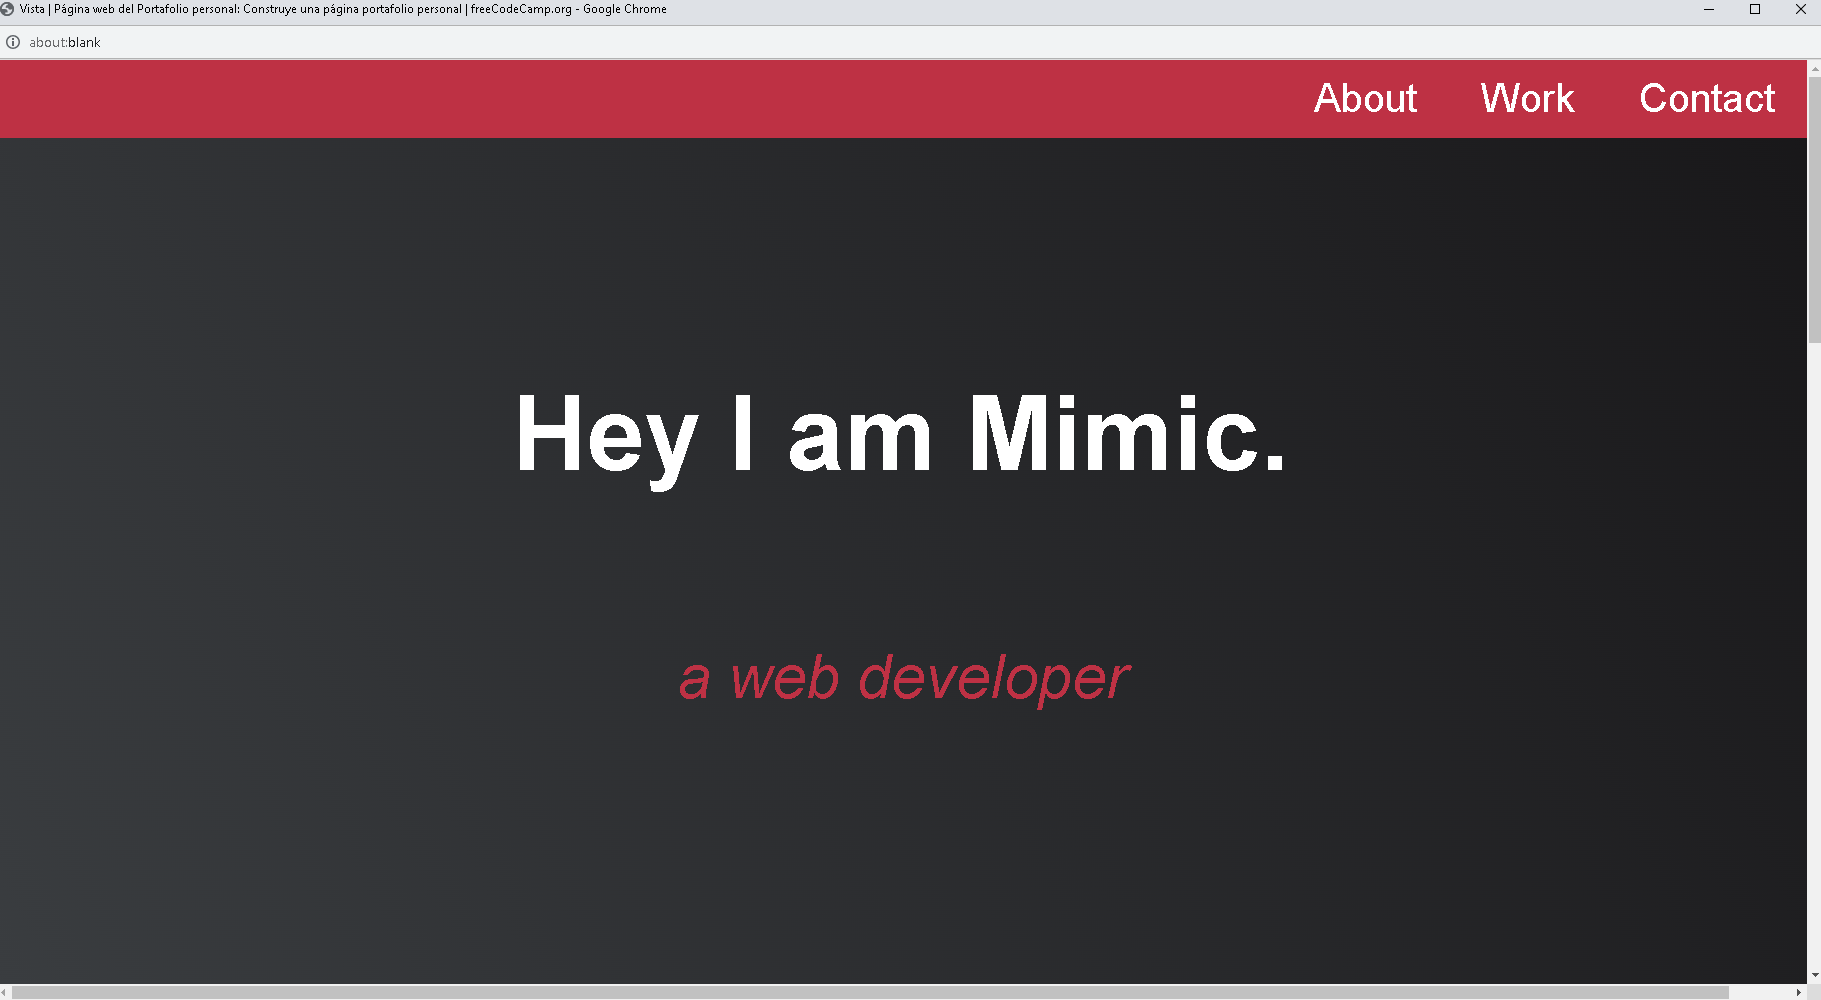 Vista | Página web del Portafolio personal: Construye una página portafolio personal | freeCodeCamp.org - Google Chrome
about:blank
About Work Contact
Hey I am Mimic.
a web developer